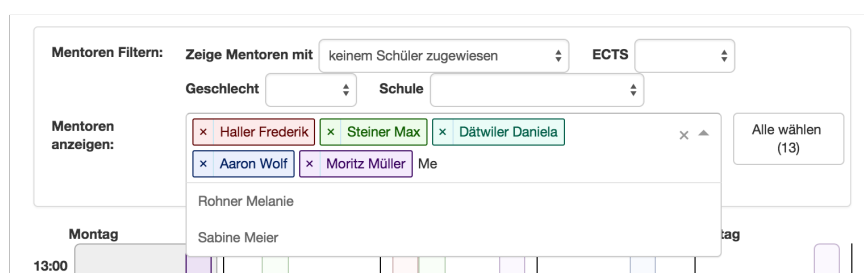 Mentoren Filtern: Zeige Mentoren mit keinem Schüler zugewiesen ECTS
Geschlecht Schule
Mentoren anzeigen: × Haller Frederik × Steiner Max × Dätwiler Daniela × Alle wählen (13)
× Aaron Wolf × Moritz Müller Me
Rohner Melanie
Sabine Meier
Montag tag
13:00